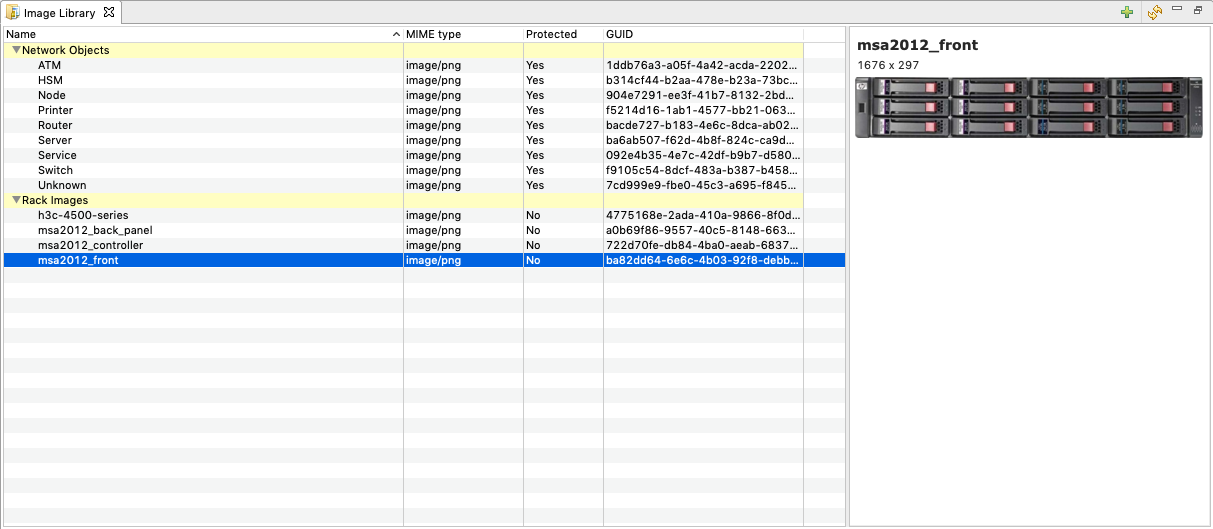 Image Library
Name MIME type Protected GUID
Network Objects
ATM image/png Yes 1ddb76a3-a05f-4a42-acda-2202...
HSM image/png Yes b314cf44-b2aa-478e-b23a-73bc...
Node image/png Yes 904e7291-ee3f-41b7-8132-2bd...
Printer image/png Yes f5214d16-1ab1-4577-bb21-063...
Router image/png Yes bacde727-b183-4e6c-8dca-ab02...
Server image/png Yes ba6ab507-f62d-4b8f-824c-ca9d...
Service image/png Yes 092e4b35-4e7c-42df-b9b7-d580...
Switch image/png Yes f9105c54-8dcf-483a-b387-b458...
Unknown image/png Yes 7cd999e9-fbe0-45c3-a695-f845...
Rack Images
h3c-4500-series image/png No 4775168e-2ada-410a-9866-8f0d...
msa2012_back_panel image/png No a0b69f86-9557-40c5-8148-663...
msa2012_controller image/png No 722d70fe-db84-4ba0-aeab-6837...
msa2012_front image/png No ba82dd64-6e6c-4b03-92f8-debb...
msa2012_front
1676 x 297
hp